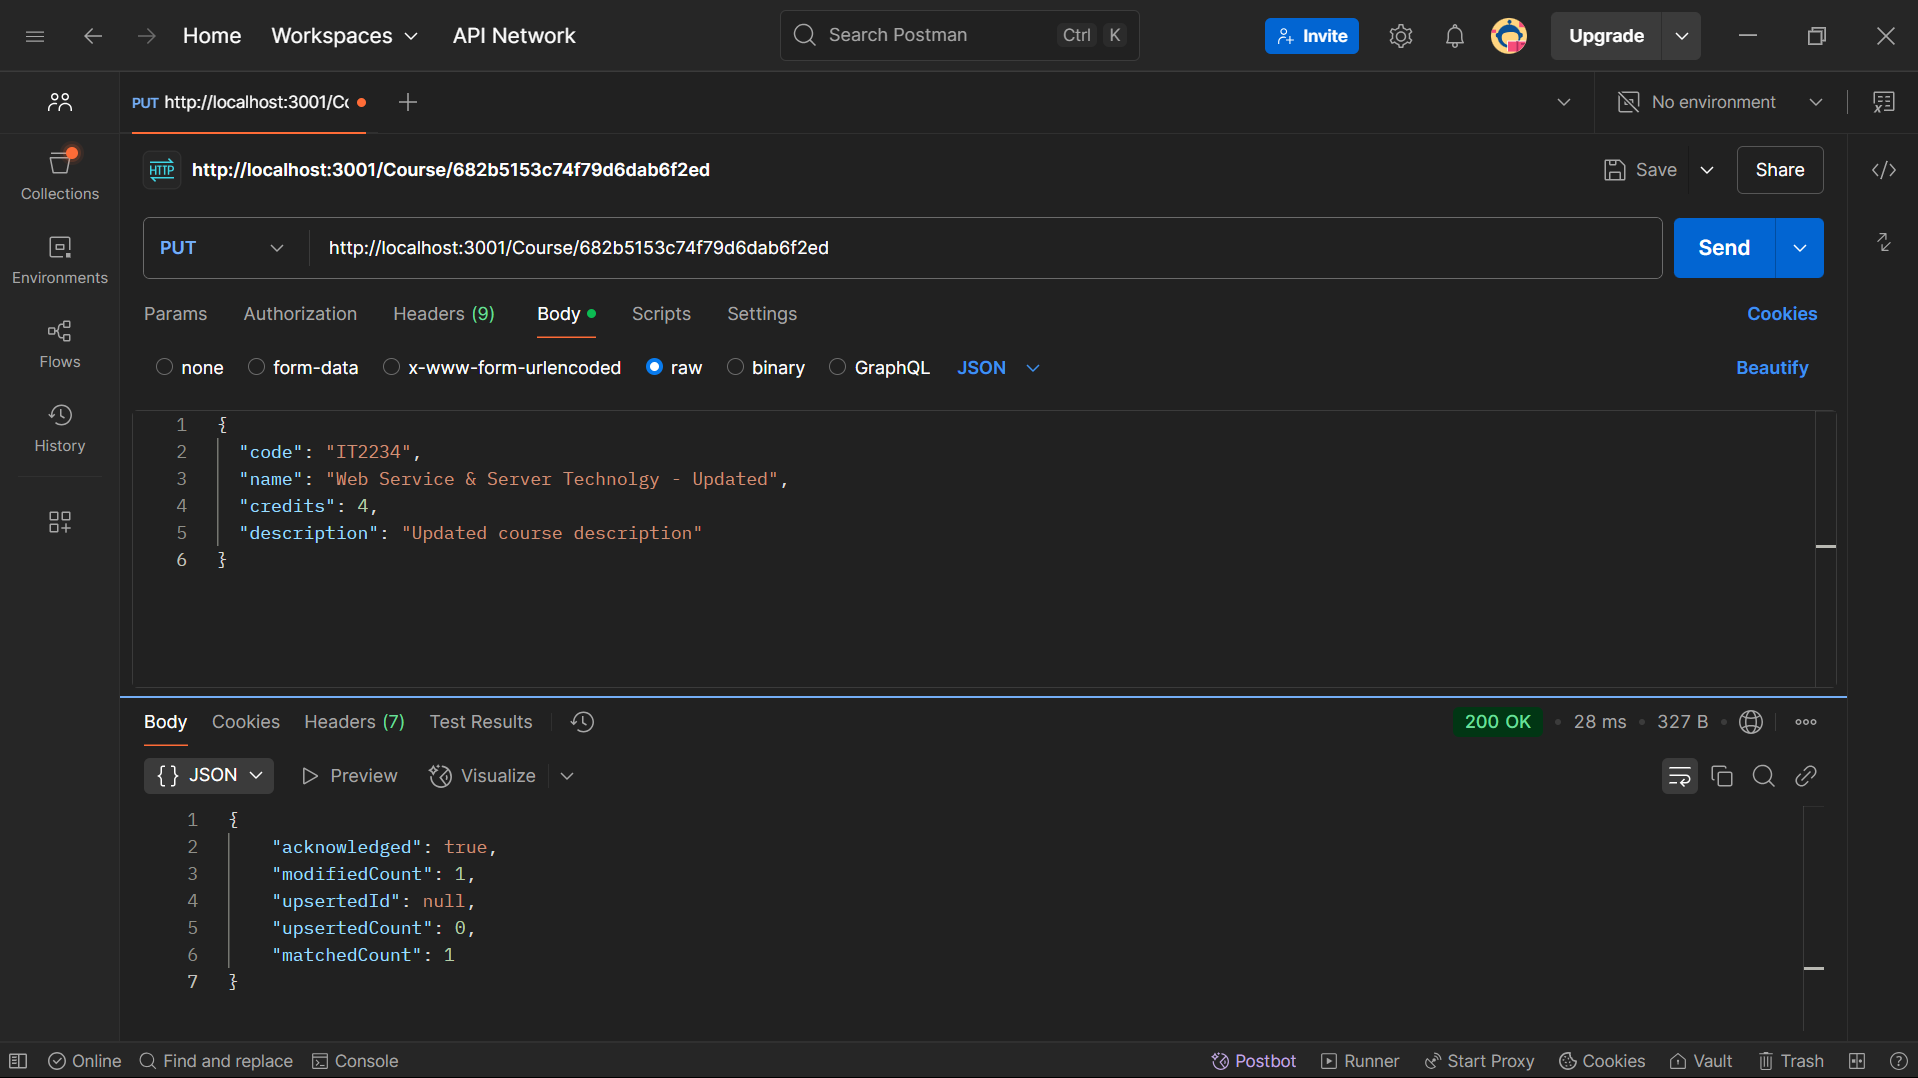 Home Workspaces API Network Search Postman Ctrl K Invite Upgrade
PUT http://localhost:3001/Co No environment
Collections
Environments
Flows
History
HTTP http://localhost:3001/Course/682b5153c74f79d6dab6f2ed Save Share
PUT http://localhost:3001/Course/682b5153c74f79d6dab6f2ed Send
Params Authorization Headers (9) Body Scripts Settings Cookies
none form-data x-www-form-urlencoded raw binary GraphQL JSON Beautify
1 {
2 "code": "IT2234",
3 "name": "Web Service & Server Technolgy - Updated",
4 "credits": 4,
5 "description": "Updated course description"
6 }
Body Cookies Headers (7) Test Results 200 OK • 28 ms • 327 B •
{} JSON Preview Visualize
1 {
2 "acknowledged": true,
3 "modifiedCount": 1,
4 "upsertedId": null,
5 "upsertedCount": 0,
6 "matchedCount": 1
7 }
Online Find and replace Console Postbot Runner Start Proxy Cookies Vault Trash